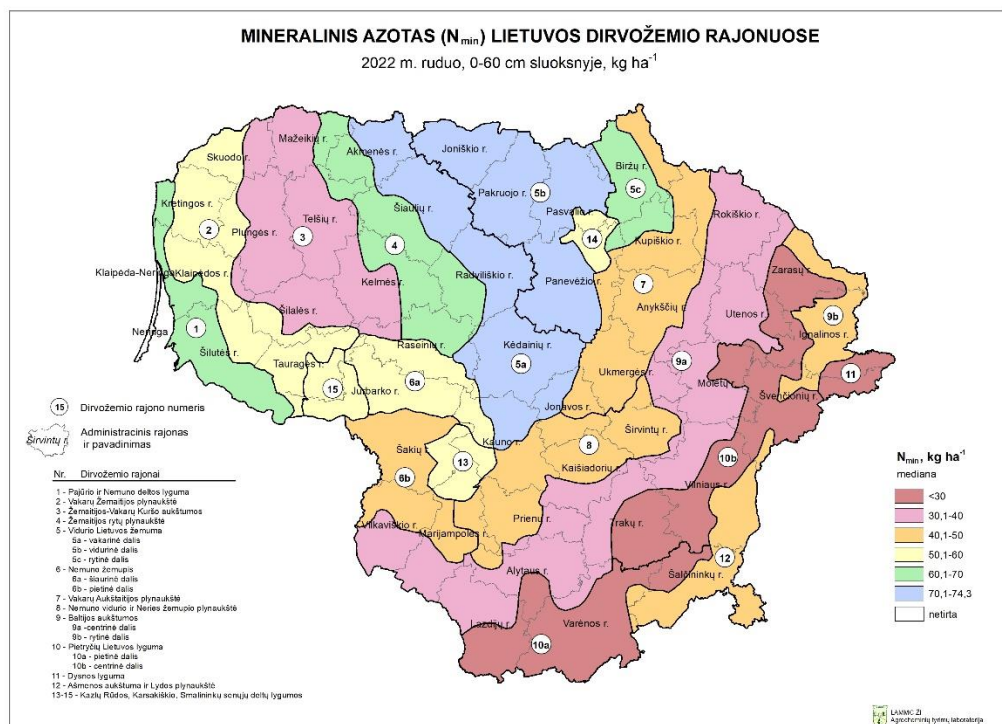 MINERALINIS AZOTAS (Nmin) LIETUVOS DIRVOŽEMIO RAJONUOSE
2022 m. ruduo, 0-60 cm sluoksnyje, kg ha-1
Mažeikių r.
Skuodo r.
Akmenės r.
Joniškio r.
Biržų r.
5c
Kretingos r.
2
Plungės r.
Telšių r.
3
Šiaulių r.
4
Pakruojo r.
5b
Pasvalio r.
14
Rokiškio r.
Kupiškio r.
Klaipėda-Neringa
Klaipėdos r.
Kelmės r.
Radviliškio r.
Panevėžio r.
7
Anykščių r.
Zarasų r.
Utenos r.
9b
Ignalinos r.
Neringa
1
Šilutės r.
Šilalės r.
Raseinių r.
Kėdainių r.
5a
Tauragės r.
15
Jurbarko r.
6a
Ukmergės r.
9a
Molėtų r.
11
Švenčionių r.
Jonavos r.
Kauno r.
8
Širvintų r.
Kaišiadorių r.
Šakių r.
13
6b
10b
Vilniaus r.
Vilkaviškio r.
Marijampolės r.
Prienų r.
Trakų r.
12
Šalčininkų r.
Alytaus r.
Lazdijų r.
Varėnos r.
10a
15 Dirvožemio rajono numeris
Širvintų r. Administracinis rajonas
ir pavadinimas
Nr. Dirvožemio rajonai
1 - Pajūrio ir Nemuno deltos lyguma
2 - Vakarų Žemaitijos plynaukštė
3 - Žemaitijos-Vakarų Kuršo aukštumos
4 - Žemaitijos rytų plynaukštė
5 - Vidurio Lietuvos žemuma
5a - vakarinė dalis
5b - vidurinė dalis
5c - rytinė dalis
6 - Nemuno žemupis
6a - šiaurinė dalis
6b - pietinė dalis
7 - Vakarų Aukštaitijos plynaukštė
8 - Nemuno vidurio ir Neries žemupio plynaukštė
9 - Baltijos aukštumos
9a -centrinė dalis
9b - rytinė dalis
10 - Pietryčių Lietuvos lyguma
10a - pietinė dalis
10b - centrinė dalis
11 - Dysnos lyguma
12 - Ašmenos aukštuma ir Lydos plynaukštė
13-15 - Kazlų Rūdos, Karsakiškio, Smalininkų senųjų deltų lygumos
Nmin, kg ha-1
mediana
<30
30,1-40
40,1-50
50,1-60
60,1-70
70,1-74,3
netirta
LAMMC ŽI
Agrocheminių tyrimų laboratorija